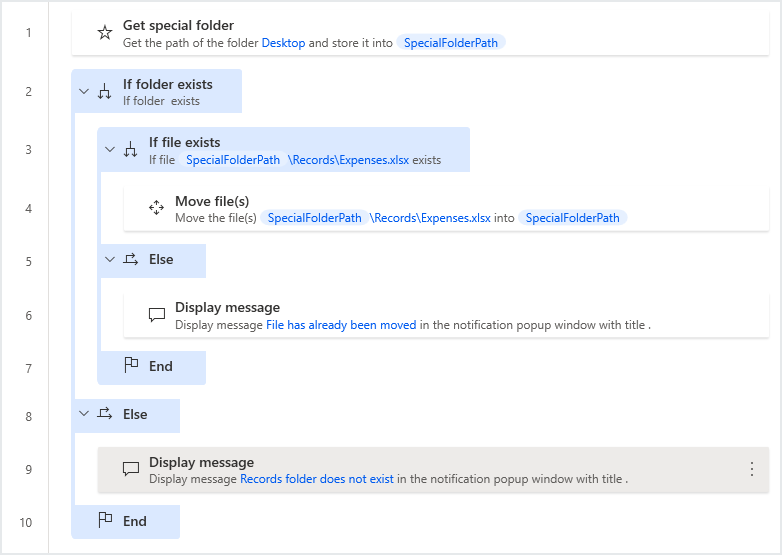 1
Get special folder
Get the path of the folder Desktop and store it into SpecialFolderPath
2
If folder exists
If folder exists
3
If file exists
If file SpecialFolderPath \Records\Expenses.xlsx exists
4
Move file(s)
Move the file(s) SpecialFolderPath \Records\Expenses.xlsx into SpecialFolderPath
5
Else
6
Display message
Display message File has already been moved in the notification popup window with title .
7
End
8
Else
9
Display message
Display message Records folder does not exist in the notification popup window with title .
10
End